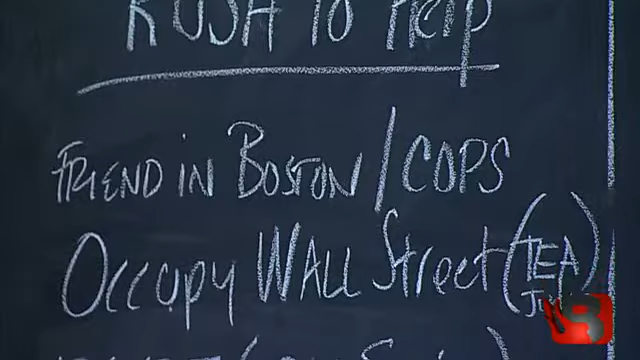 RUSH TO HELP
FRIEND IN BOSTON / COPS
OCCUPY WALL Street (TEA)